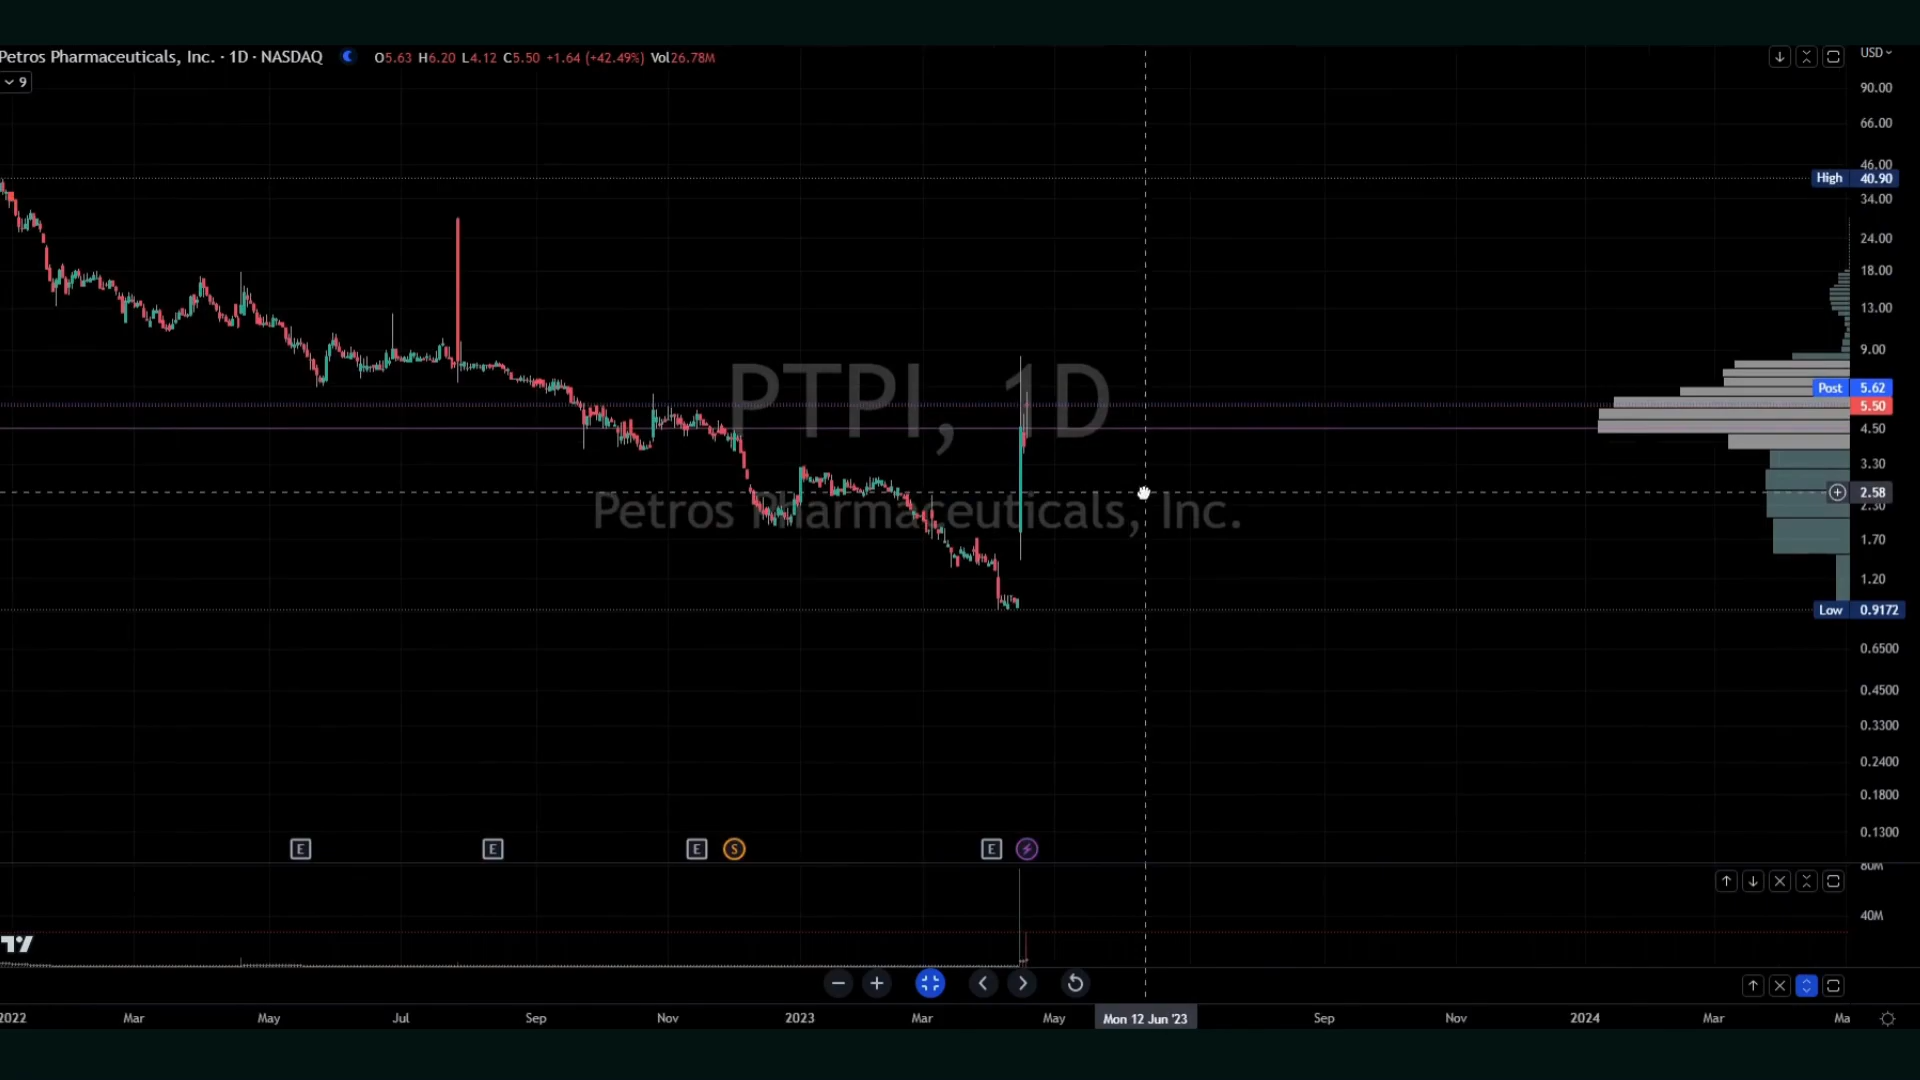 Petros Pharmaceuticals, Inc. · 1D · NASDAQ O5.63 H6.20 L4.12 C5.50 +1.64 (+42.49%) Vol26.78M
USD
9
90.00
66.00
46.00
High 40.90
34.00
24.00
18.00
13.00
9.00
PTPI, 1D
Post 5.62
5.50
4.50
3.30
2.58
2.30
Petros Pharmaceuticals, Inc.
1.70
1.20
Low 0.9172
0.6500
0.4500
0.3300
0.2400
0.1800
0.1300
E E E S E
80M
40M
2022 Mar May Jul Sep Nov 2023 Mar May Mon 12 Jun '23 Sep Nov 2024 Mar Ma